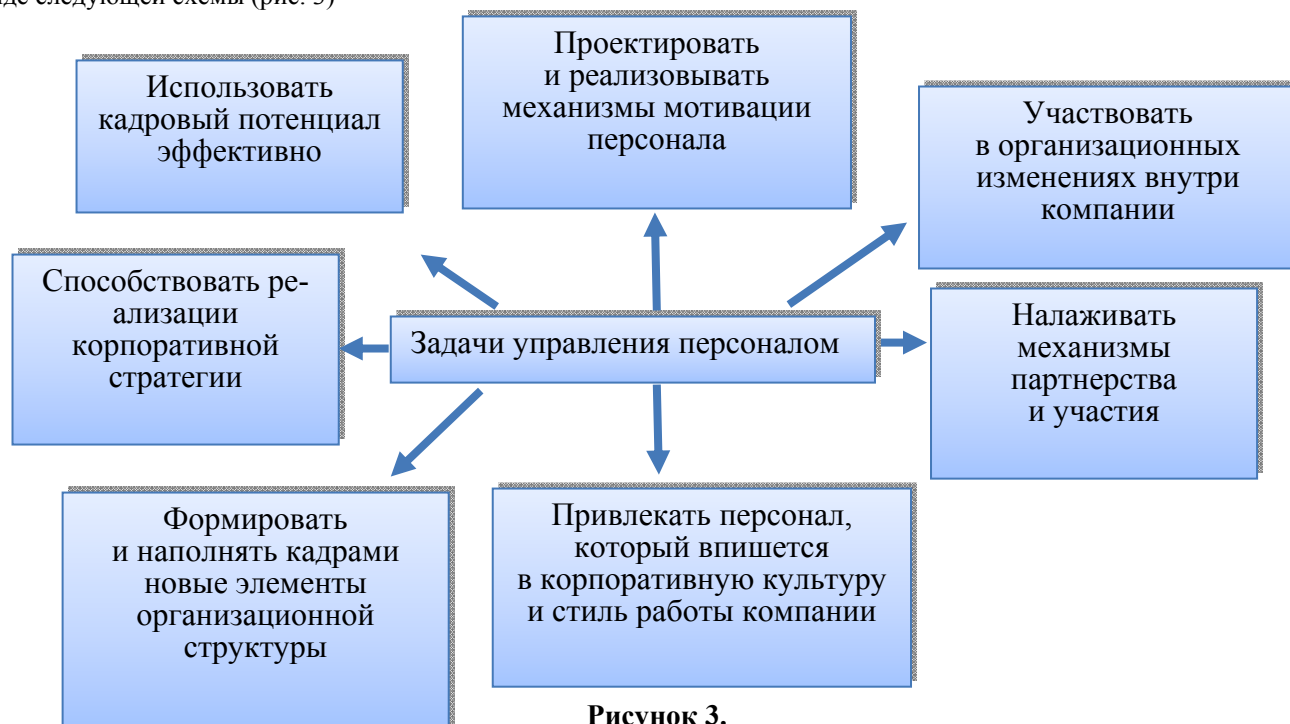 де следующей схемы (рис. 3)
Проектировать
и реализовывать
механизмы мотивации
персонала
Использовать
кадровый потенциал
эффективно
Участвовать
в организационных
изменениях внутри
компании
Способствовать ре-
ализации
корпоративной
стратегии
Задачи управления персоналом
Налаживать
механизмы
партнерства
и участия
Формировать
и наполнять кадрами
новые элементы
организационной
структуры
Привлекать персонал,
который впишется
в корпоративную культуру
и стиль работы компании
Рисунок 3.